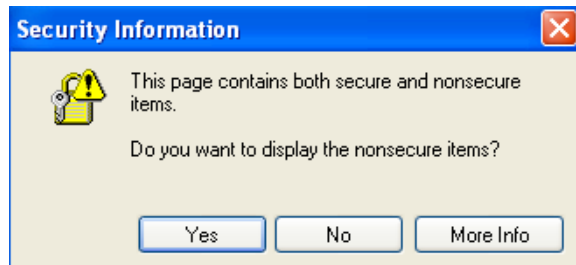 Security Information
This page contains both secure and nonsecure
items.
Do you want to display the nonsecure items?
Yes No More Info